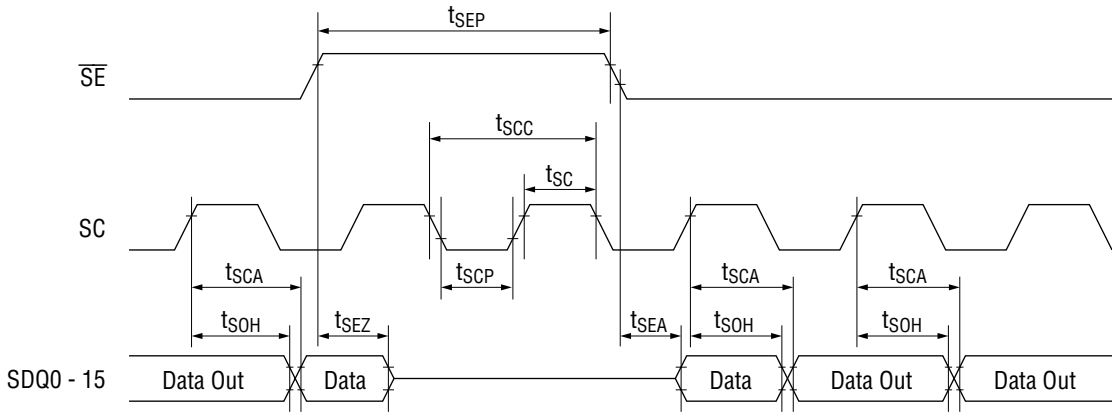 tSEP
SE
tSCC
tSC
SC
tSCP
tSCA tSCA tSCA
tSOH tSEZ tSEA tSOH tSOH
SDQ0 - 15 Data Out Data Data Data Out Data Out